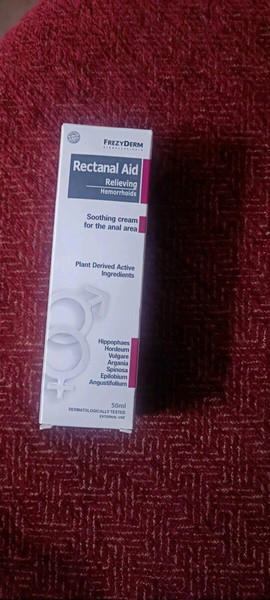 FREZYDERM
Rectanal Aid
Relieving
Hemorrhoids
Soothing cream
for the anal area
Plant Derived Active
Ingredients
Hippophaes
Hordeum
Vulgare
Argania
Spinosa
Epilobium
Angustifolium
50ml
DERMATOLOGICALLY TESTED
EXTERNAL USE